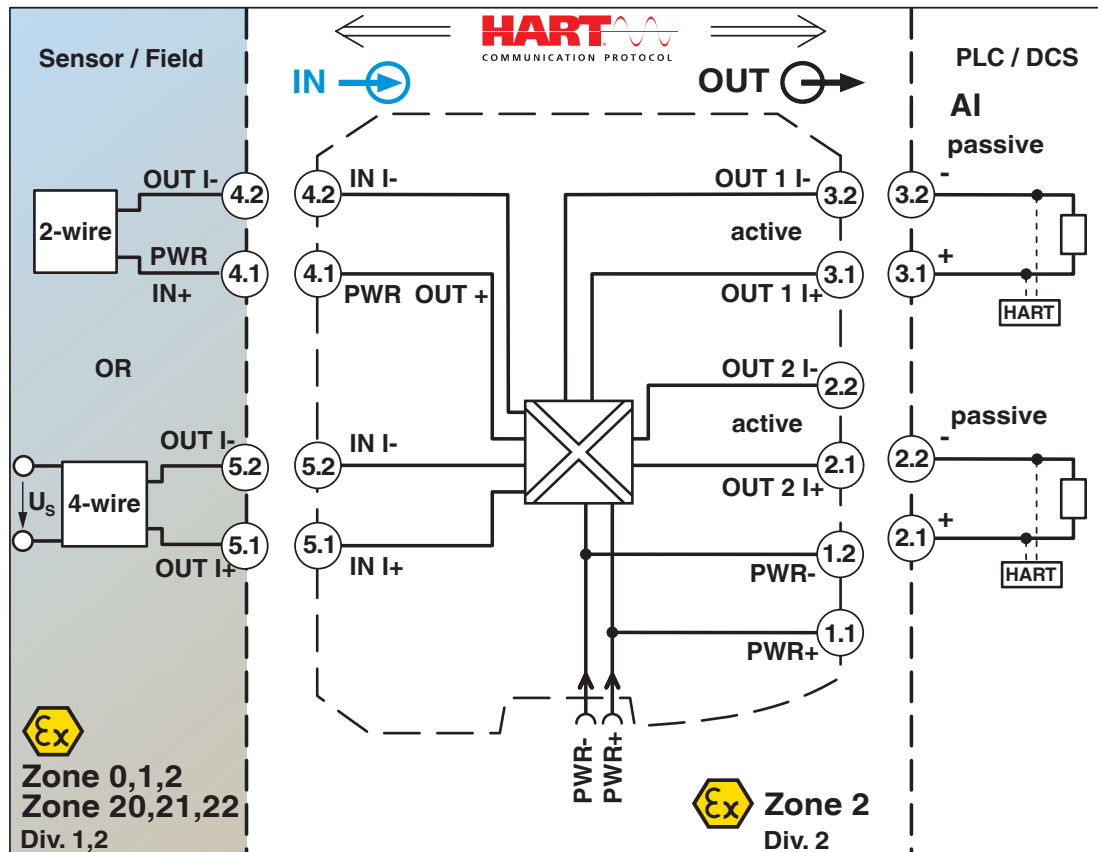 Sensor / Field
HART
COMMUNICATION PROTOCOL
PLC / DCS
IN
OUT
AI
passive
OUT I-
4.2
4.2
IN I-
OUT 1 I-
3.2
3.2
-
2-wire
active
PWR
IN+
4.1
4.1
PWR OUT +
3.1
OUT 1 I+
3.1
+
HART
OR
OUT 2 I-
2.2
passive
OUT I-
5.2
5.2
IN I-
active
2.1
OUT 2 I+
2.2
-
Us
4-wire
5.1
OUT I+
5.1
IN I+
1.2
PWR-
2.1
+
HART
1.1
PWR+
PWR-
PWR+
Ex
Zone 0,1,2
Zone 20,21,22
Div. 1,2
Ex
Zone 2
Div. 2